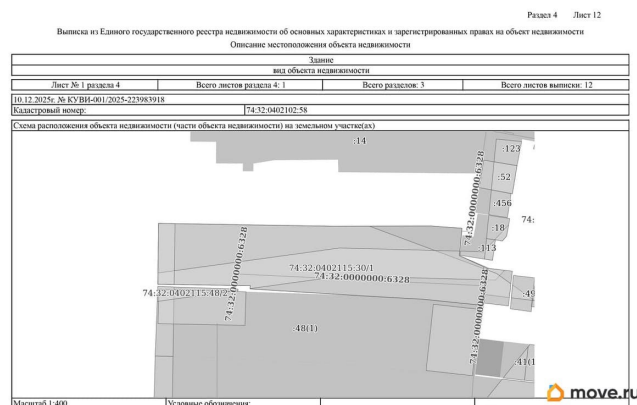 Раздел 4 Лист 12
Выписка из Единого государственного реестра недвижимости об основных характеристиках и зарегистрированных правах на объект недвижимости
Описание местоположения объекта недвижимости
Здание
вид объекта недвижимости
Лист № 1 раздела 4 Всего листов раздела 4: 1 Всего разделов: 3 Всего листов выписки: 12
10.12.2025г. № КУВИ-001/2025-223983918
Кадастровый номер: 74:32:0402102:58
Схема расположения объекта недвижимости (части объекта недвижимости) на земельном участке(ах)
:14
:123
:52
:456
74:
:18
:113
74:32:0000000:6328
74:32:0000000:6328
74:32:0402115:30/1
74:32:0000000:6328
74:32:0402115:48/2
:49
74:32:0000000:6328
48(1)
:41(1
Масштаб 1:400 Условные обозначения:
move.ru